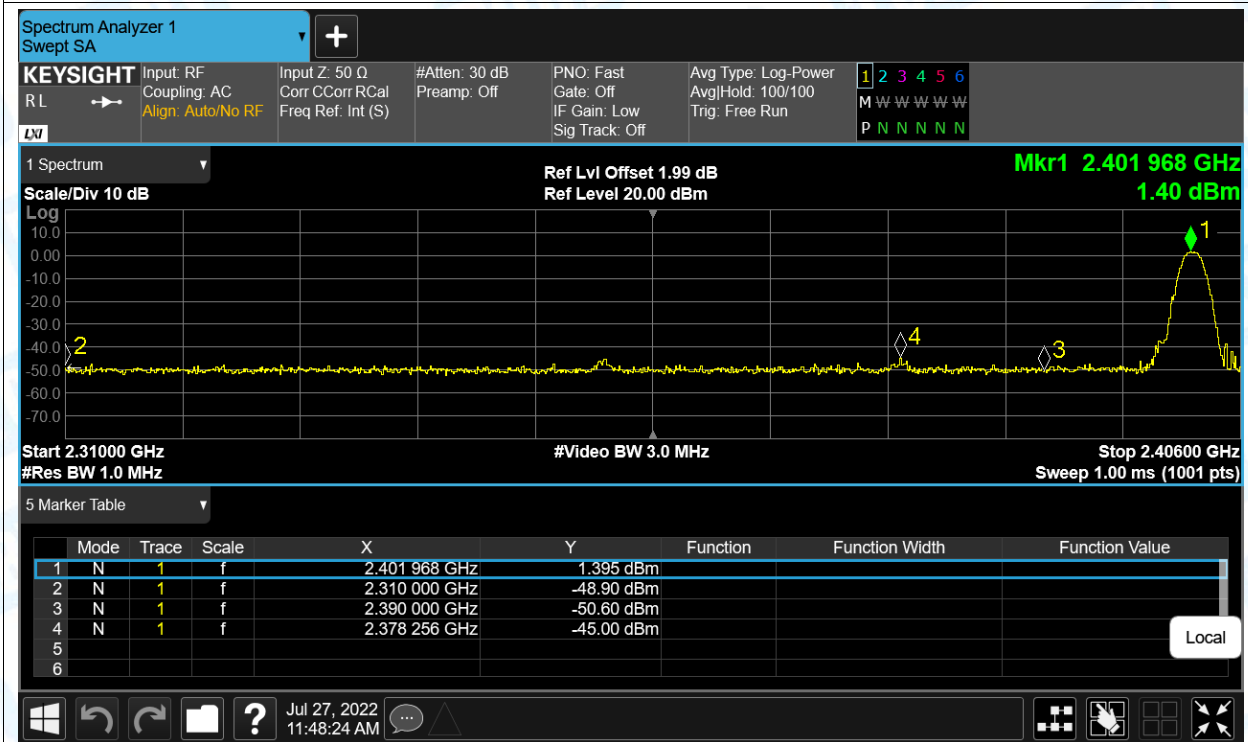 Spectrum Analyzer 1
Swept SA
+
KEYSIGHT
R L
LXI
Input: RF
Coupling: AC
Align: Auto/No RF
Input Z: 50 Ω
Corr CCorr RCal
Freq Ref: Int (S)
#Atten: 30 dB
Preamp: Off
PNO: Fast
Gate: Off
IF Gain: Low
Sig Track: Off
Avg Type: Log-Power
Avg|Hold: 100/100
Trig: Free Run
1 2 3 4 5 6
M W W W W W
P N N N N N
1 Spectrum
Scale/Div 10 dB
Ref Lvl Offset 1.99 dB
Ref Level 20.00 dBm
Mkr1 2.401 968 GHz
1.40 dBm
Log
10.0
0.00
-10.0
-20.0
-30.0
-40.0
-50.0
-60.0
-70.0
1
2
4
3
Start 2.31000 GHz
#Res BW 1.0 MHz
#Video BW 3.0 MHz
Stop 2.40600 GHz
Sweep 1.00 ms (1001 pts)
5 Marker Table
Mode Trace Scale X Y Function Function Width Function Value
1 N 1 f 2.401 968 GHz 1.395 dBm
2 N 1 f 2.310 000 GHz -48.90 dBm
3 N 1 f 2.390 000 GHz -50.60 dBm
4 N 1 f 2.378 256 GHz -45.00 dBm
5
6
Local
?
Jul 27, 2022
11:48:24 AM